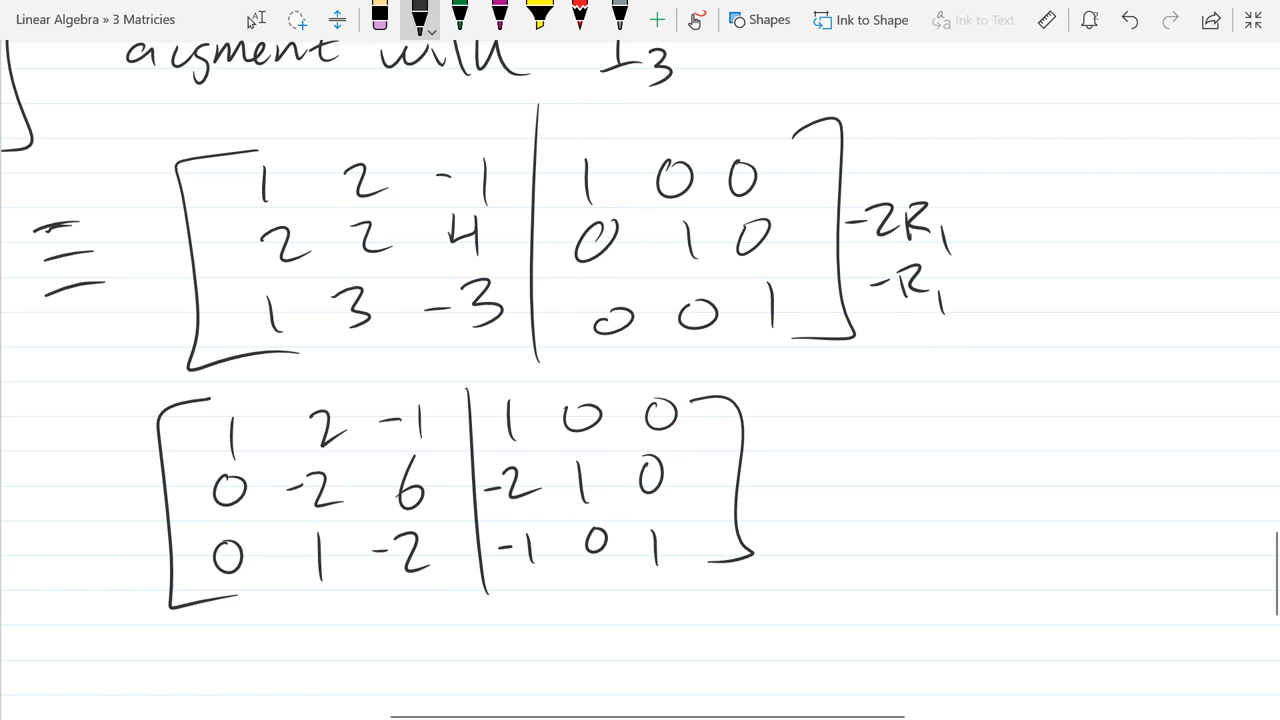 Linear Algebra » 3 Matricies
Shapes
Ink to Shape
Ink to Text
augment with I3
1 2 -1 | 1 0 0
2 2 4 | 0 1 0 -2R1
1 3 -3 | 0 0 1 -R1
1 2 -1 | 1 0 0
0 -2 6 | -2 1 0
0 1 -2 | -1 0 1